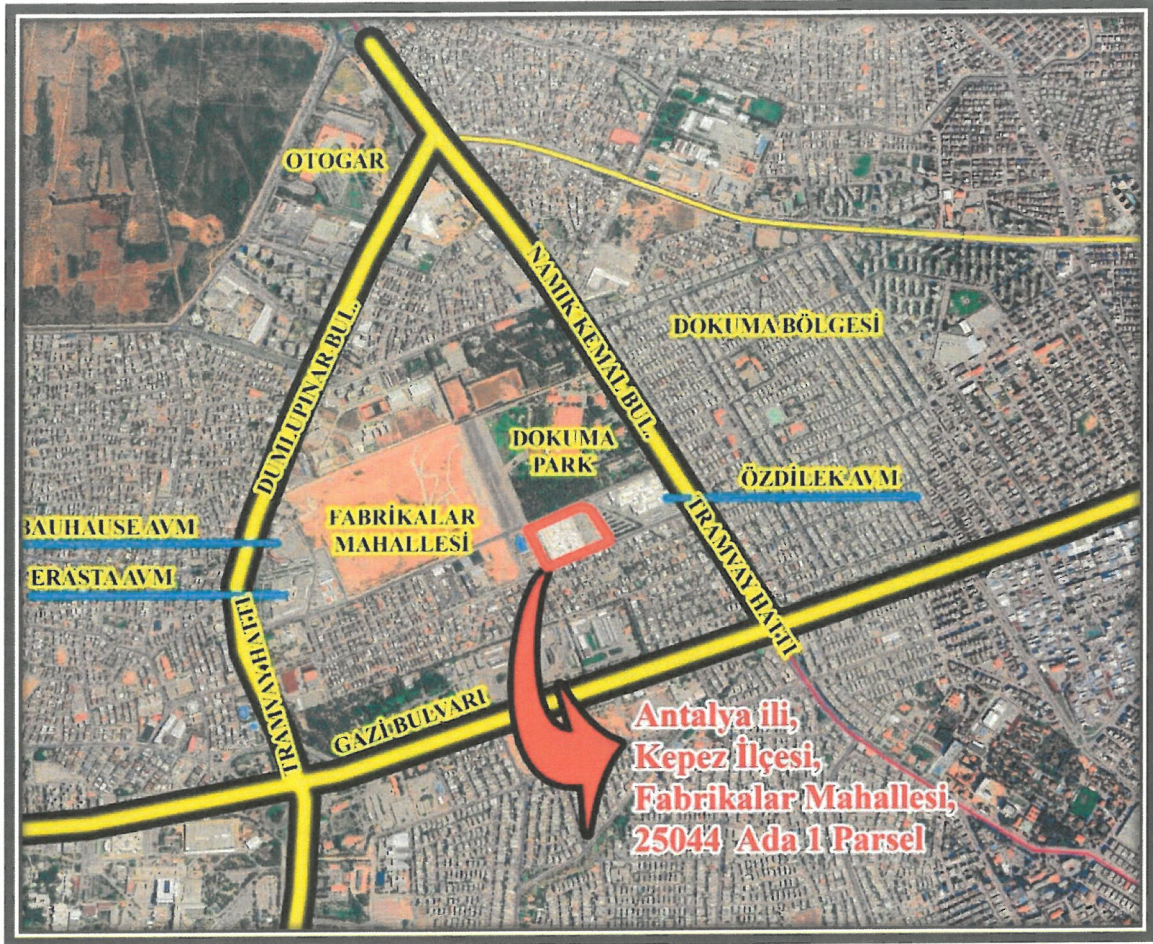 OTOGAR
NAMIK KEMAL BUL.
DOKUMA BÖLGESİ
DUMLUPINAR BUL.
DOKUMA
PARK
ÖZDİLEK AVM
FABRİKALAR
MAHALLESİ
BAUHAUSE AVM
ERASTA AVM
TRAMVAY HATTI
TRAMVAY HATTI
GAZİ BULVARI
Antalya ili,
Kepez İlçesi,
Fabrikalar Mahallesi,
25044 Ada 1 Parsel